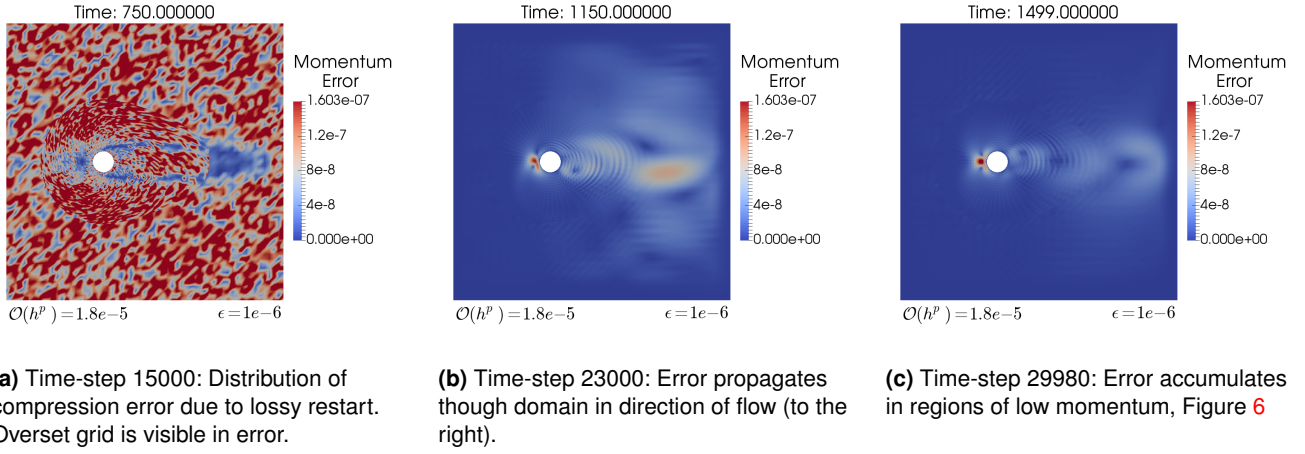 Time: 750.000000
Momentum
Error
1.603e-07
1.2e-7
8e-8
4e-8
0.000e+00
𝒪(h^p)=1.8e−5
ϵ=1e−6
a) Time-step 15000: Distribution of
compression error due to lossy restart.
Overset grid is visible in error.
Time: 1150.000000
Momentum
Error
1.603e-07
1.2e-7
8e-8
4e-8
0.000e+00
𝒪(h^p)=1.8e−5
ϵ=1e−6
(b) Time-step 23000: Error propagates
though domain in direction of flow (to the
right).
Time: 1499.000000
Momentum
Error
1.603e-07
1.2e-7
8e-8
4e-8
0.000e+00
𝒪(h^p)=1.8e−5
ϵ=1e−6
(c) Time-step 29980: Error accumulates
in regions of low momentum, Figure 6